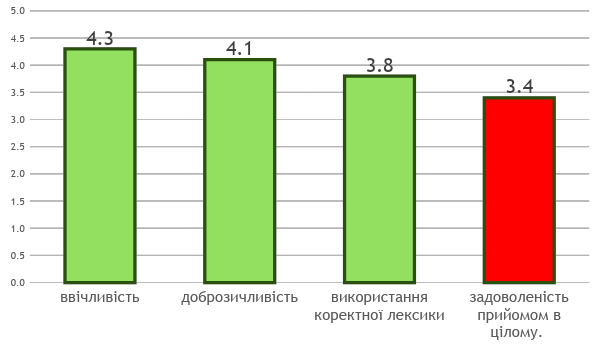 5.0
4.5
4.0
3.5
3.0
2.5
2.0
1.5
1.0
0.5
0.0
4.3
4.1
3.8
3.4
ввічливість
доброзичливість
використання
коректної лексики
задоволеність
прийомом в
цілому.